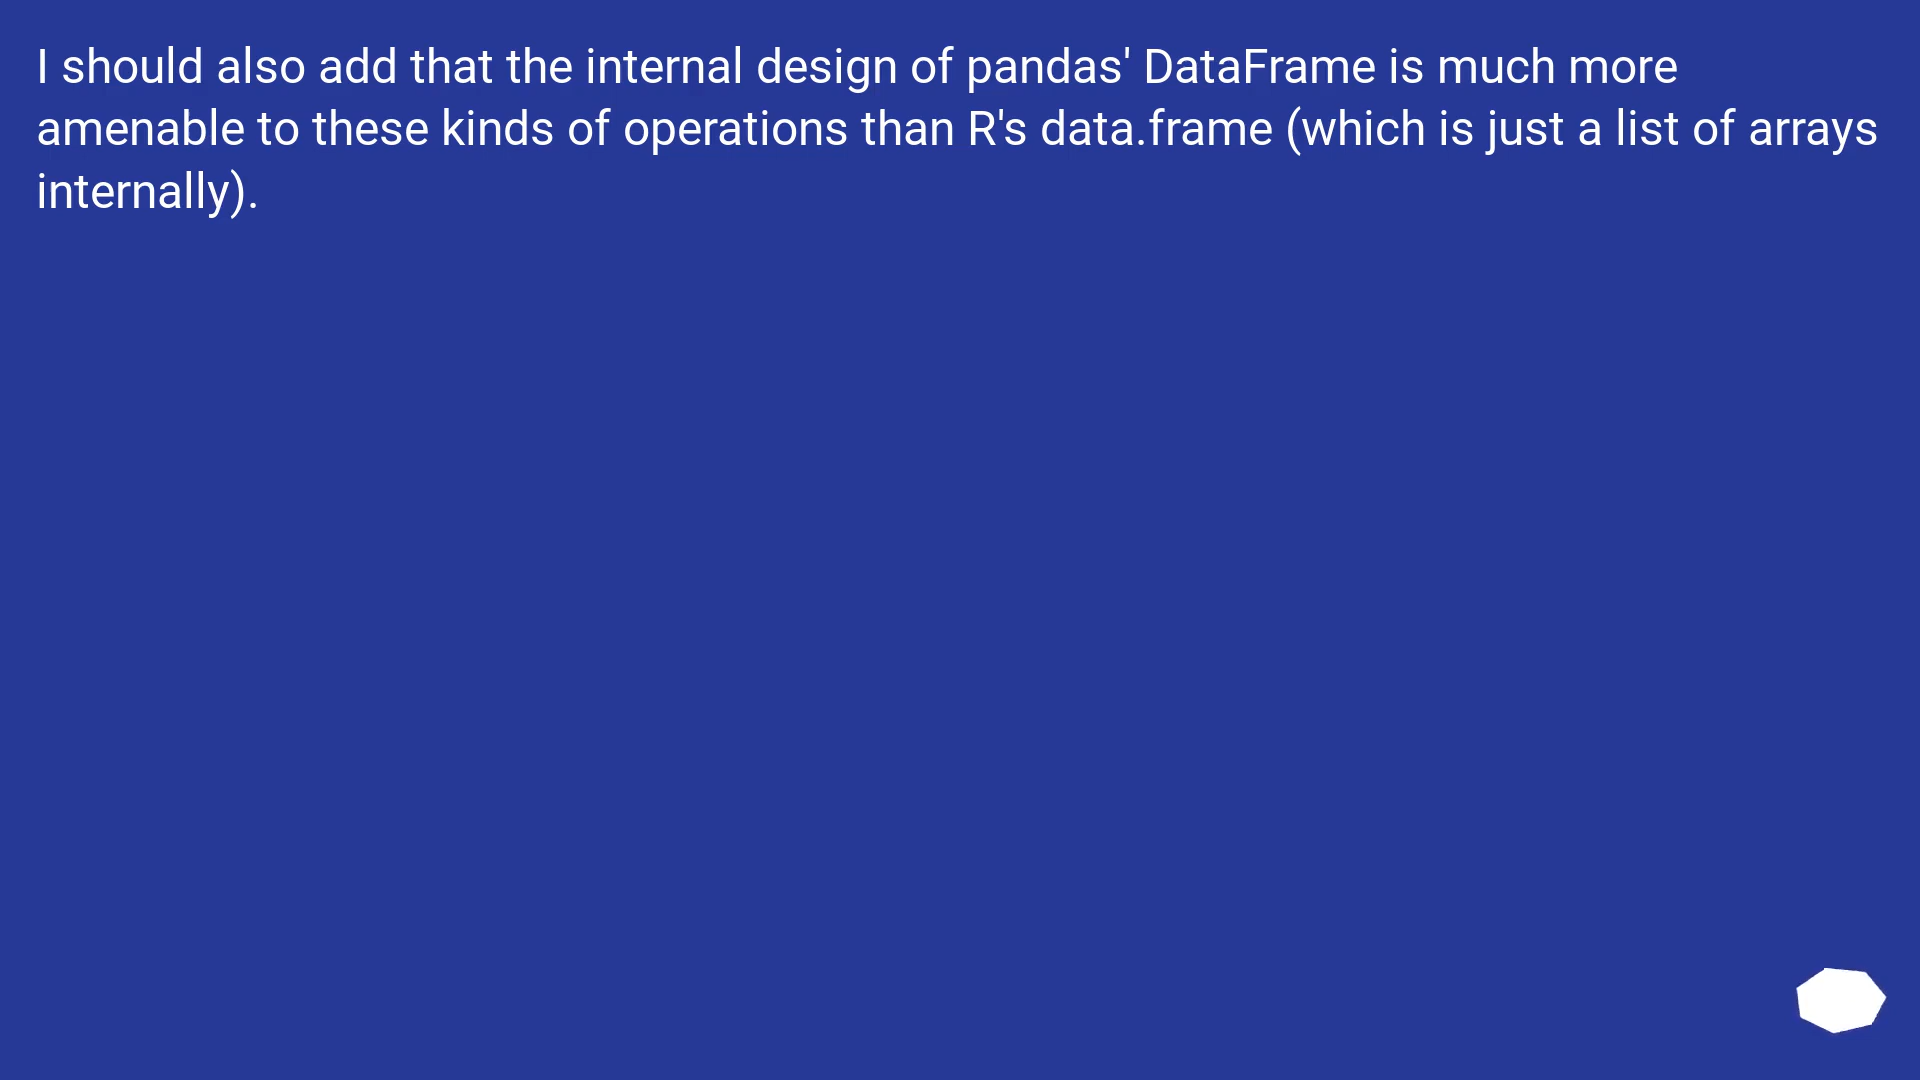 I should also add that the internal design of pandas' DataFrame is much more
amenable to these kinds of operations than R's data.frame (which is just a list of arrays
internally).